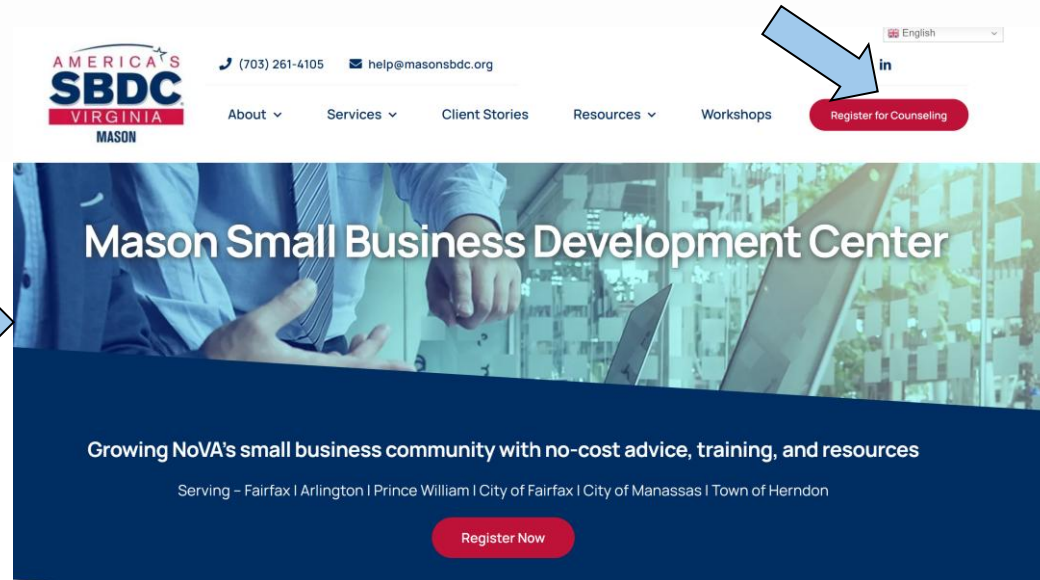 English
AMERICA'S
SBDC
VIRGINIA
MASON
(703) 261-4105 help@masonsbdc.org in
About Services Client Stories Resources Workshops Register for Counseling
Mason Small Business Development Center
Growing NoVA's small business community with no-cost advice, training, and resources
Serving – Fairfax | Arlington | Prince William | City of Fairfax | City of Manassas | Town of Herndon
Register Now